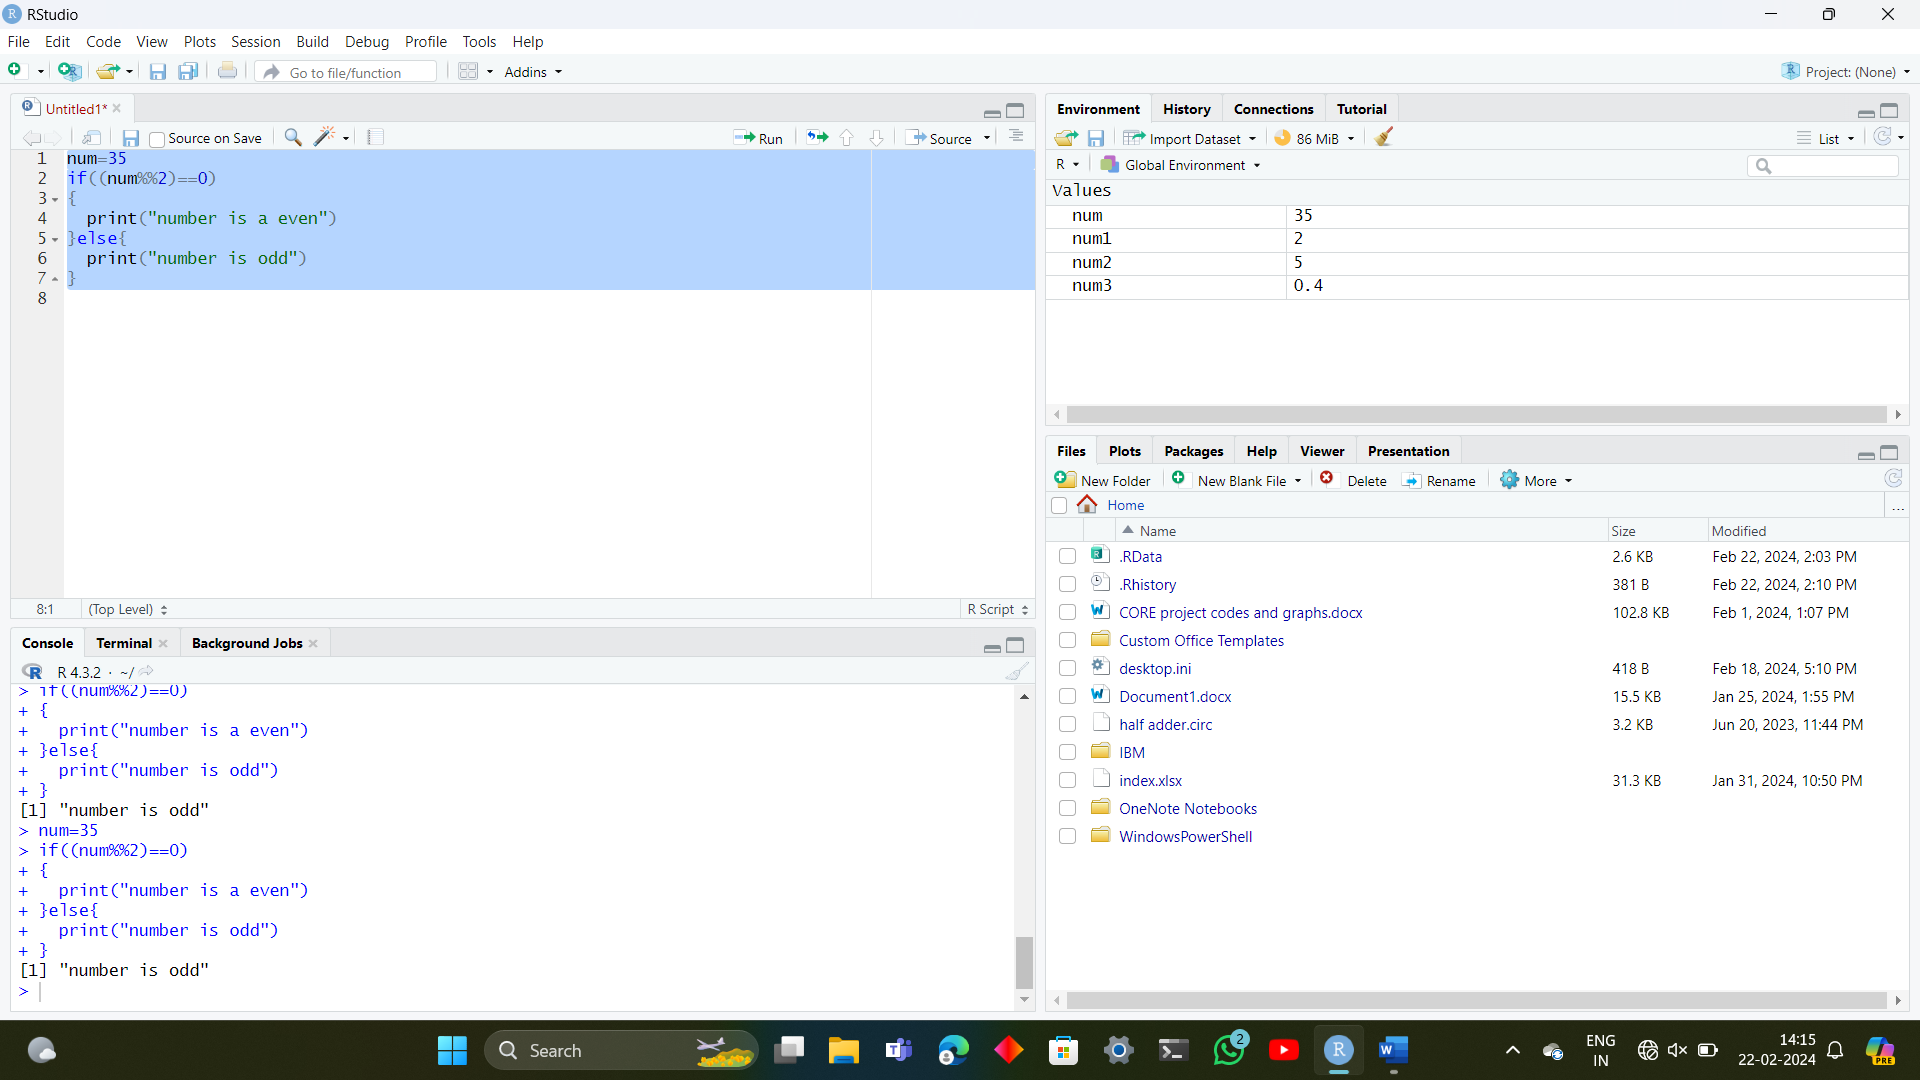 RStudio
File Edit Code View Plots Session Build Debug Profile Tools Help
Go to file/function Addins Project: (None)
Untitled1*
Source on Save Run Source
1 num=35
2 if((num%%2)==0)
3 {
4 print("number is a even")
5 }else{
6 print("number is odd")
7 }
8
8:1 (Top Level) R Script
Console Terminal Background Jobs
R 4.3.2 · ~/
> if((num%%2)==0)
+ {
+ print("number is a even")
+ }else{
+ print("number is odd")
+ }
[1] "number is odd"
> num=35
> if((num%%2)==0)
+ {
+ print("number is a even")
+ }else{
+ print("number is odd")
+ }
[1] "number is odd"
>
Environment History Connections Tutorial
Import Dataset 86 MiB List
R Global Environment
Values
num 35
num1 2
num2 5
num3 0.4
Files Plots Packages Help Viewer Presentation
New Folder New Blank File Delete Rename More
Home ...
Name Size Modified
.RData 2.6 KB Feb 22, 2024, 2:03 PM
.Rhistory 381 B Feb 22, 2024, 2:10 PM
CORE project codes and graphs.docx 102.8 KB Feb 1, 2024, 1:07 PM
Custom Office Templates
desktop.ini 418 B Feb 18, 2024, 5:10 PM
Document1.docx 15.5 KB Jan 25, 2024, 1:55 PM
half adder.circ 3.2 KB Jun 20, 2023, 11:44 PM
IBM
index.xlsx 31.3 KB Jan 31, 2024, 10:50 PM
OneNote Notebooks
WindowsPowerShell
Search 2 ENG 14:15
IN 22-02-2024 PRE